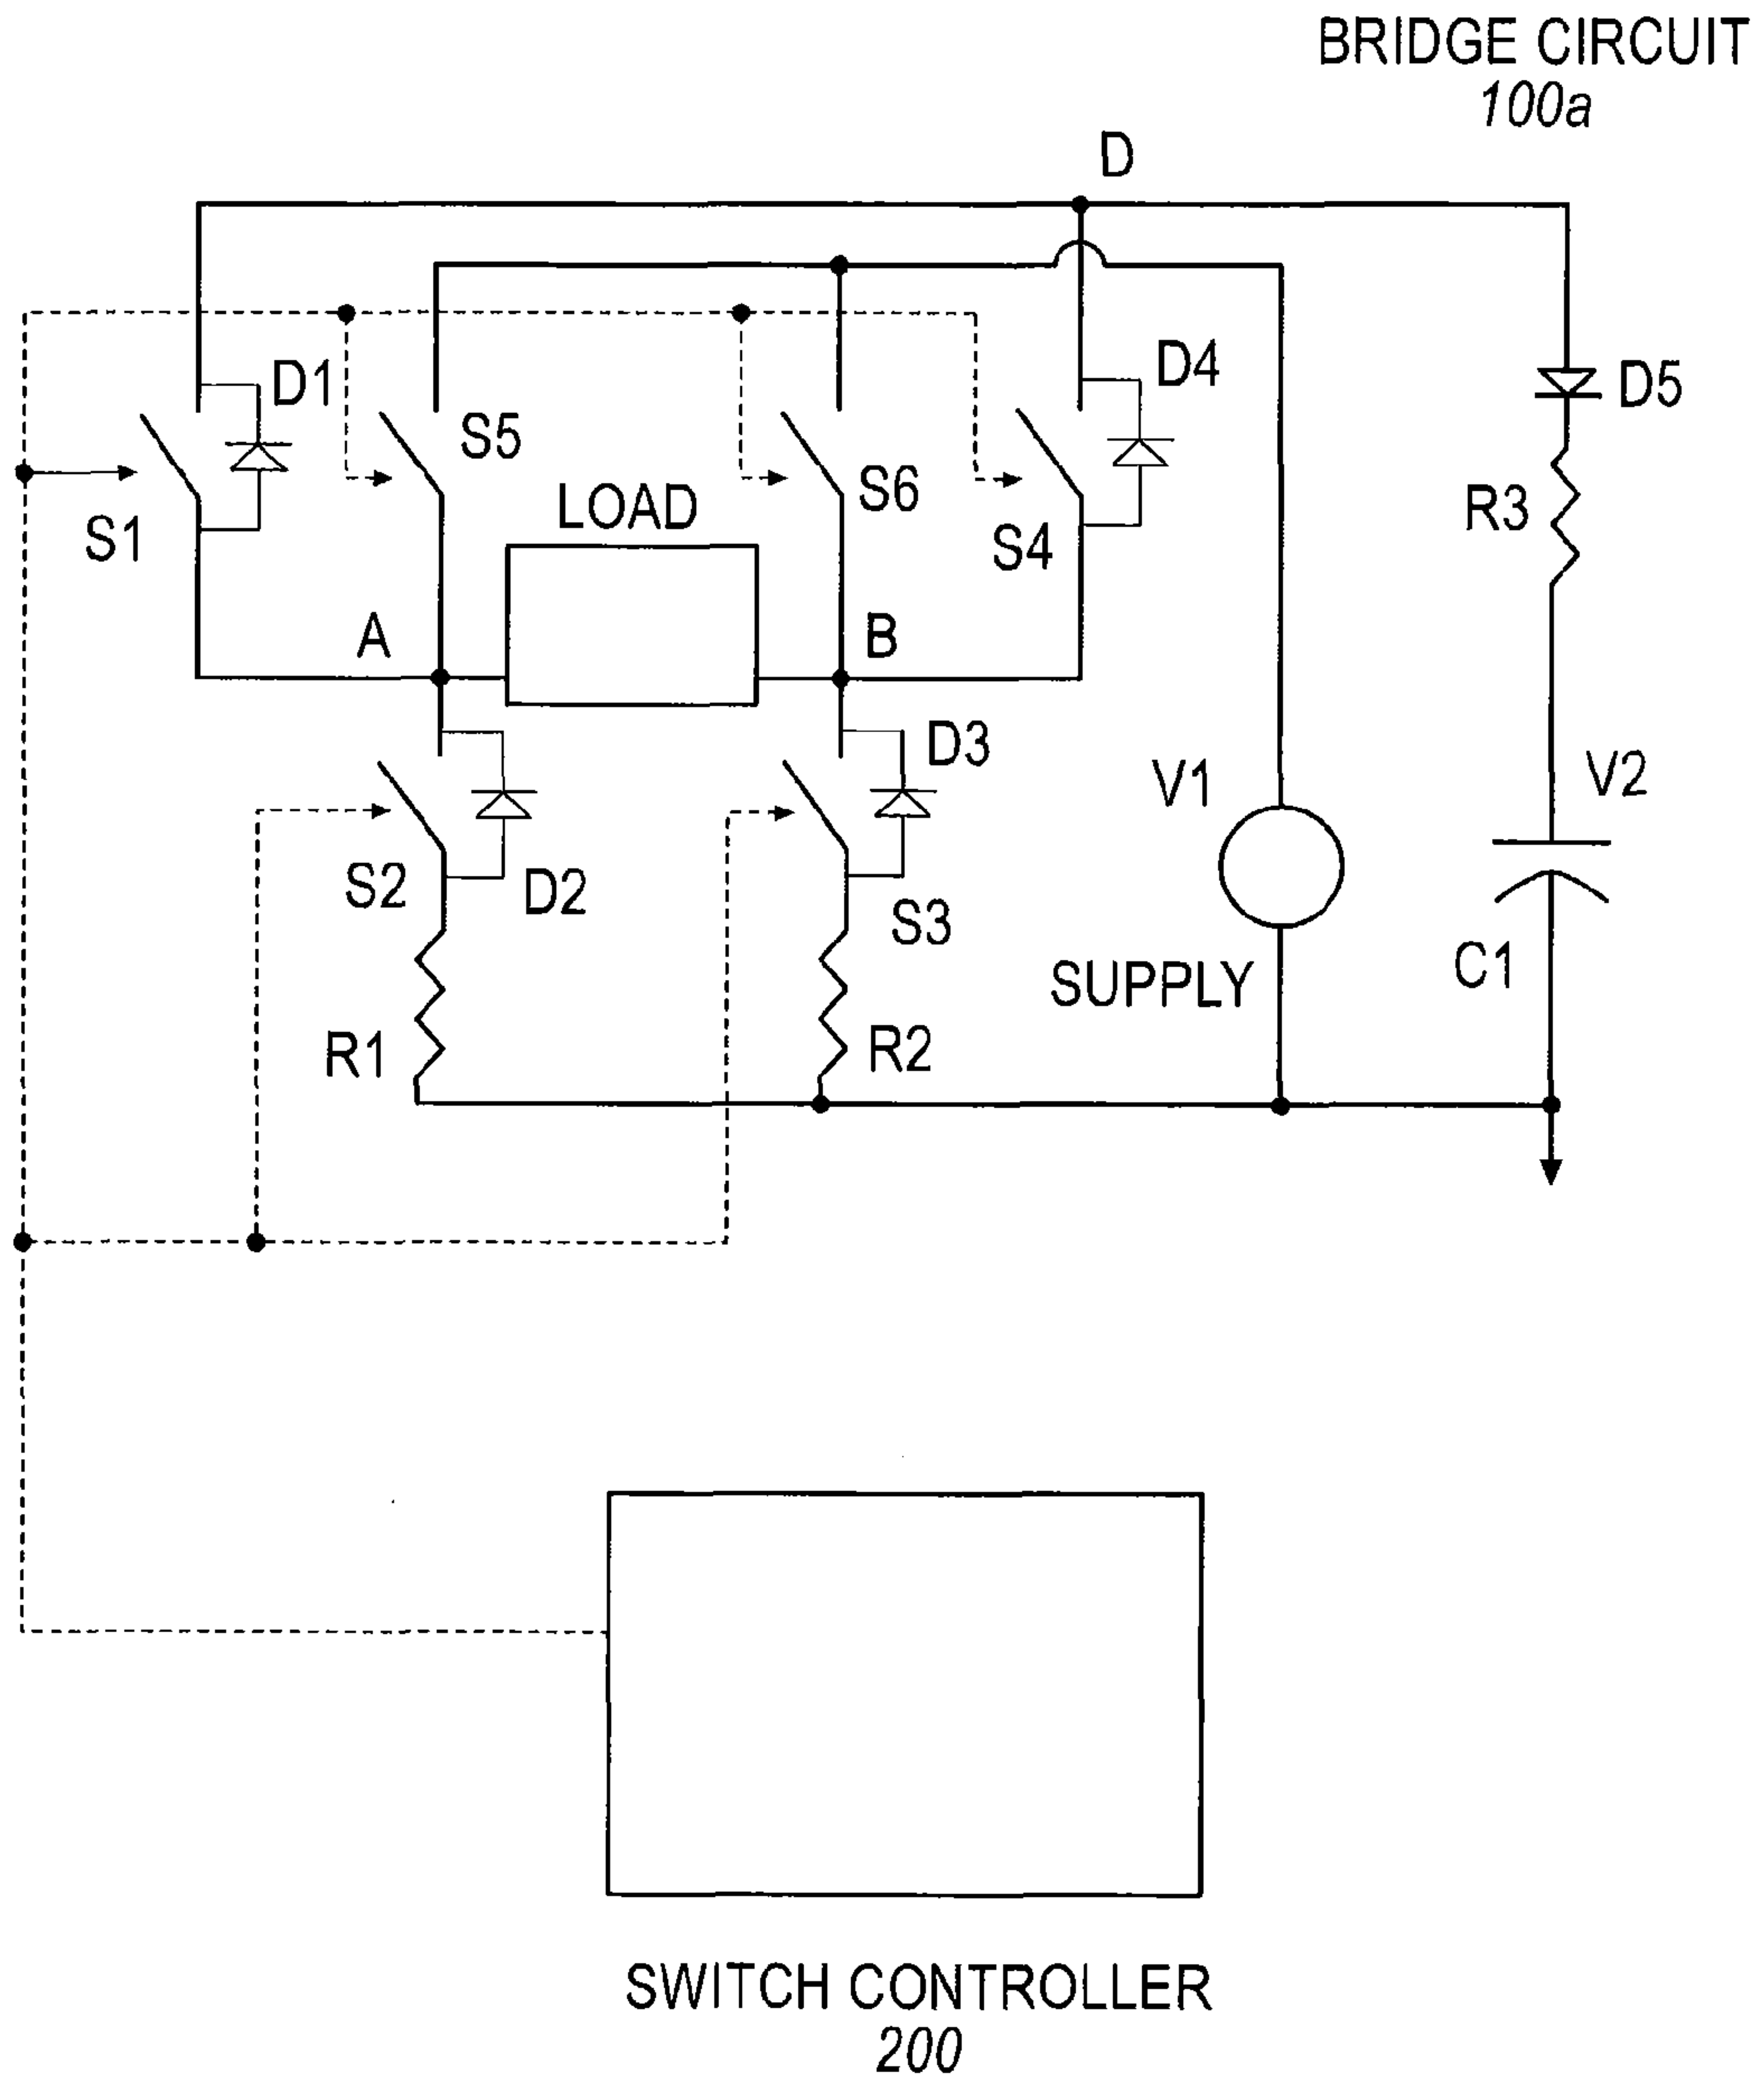 BRIDGE CIRCUIT
100a
D
D1
D4
D5
S5
S6
R3
LOAD
S1
S4
A
B
D3
V1
V2
S2
D2
S3
C1
SUPPLY
R1
R2
SWITCH CONTROLLER
200